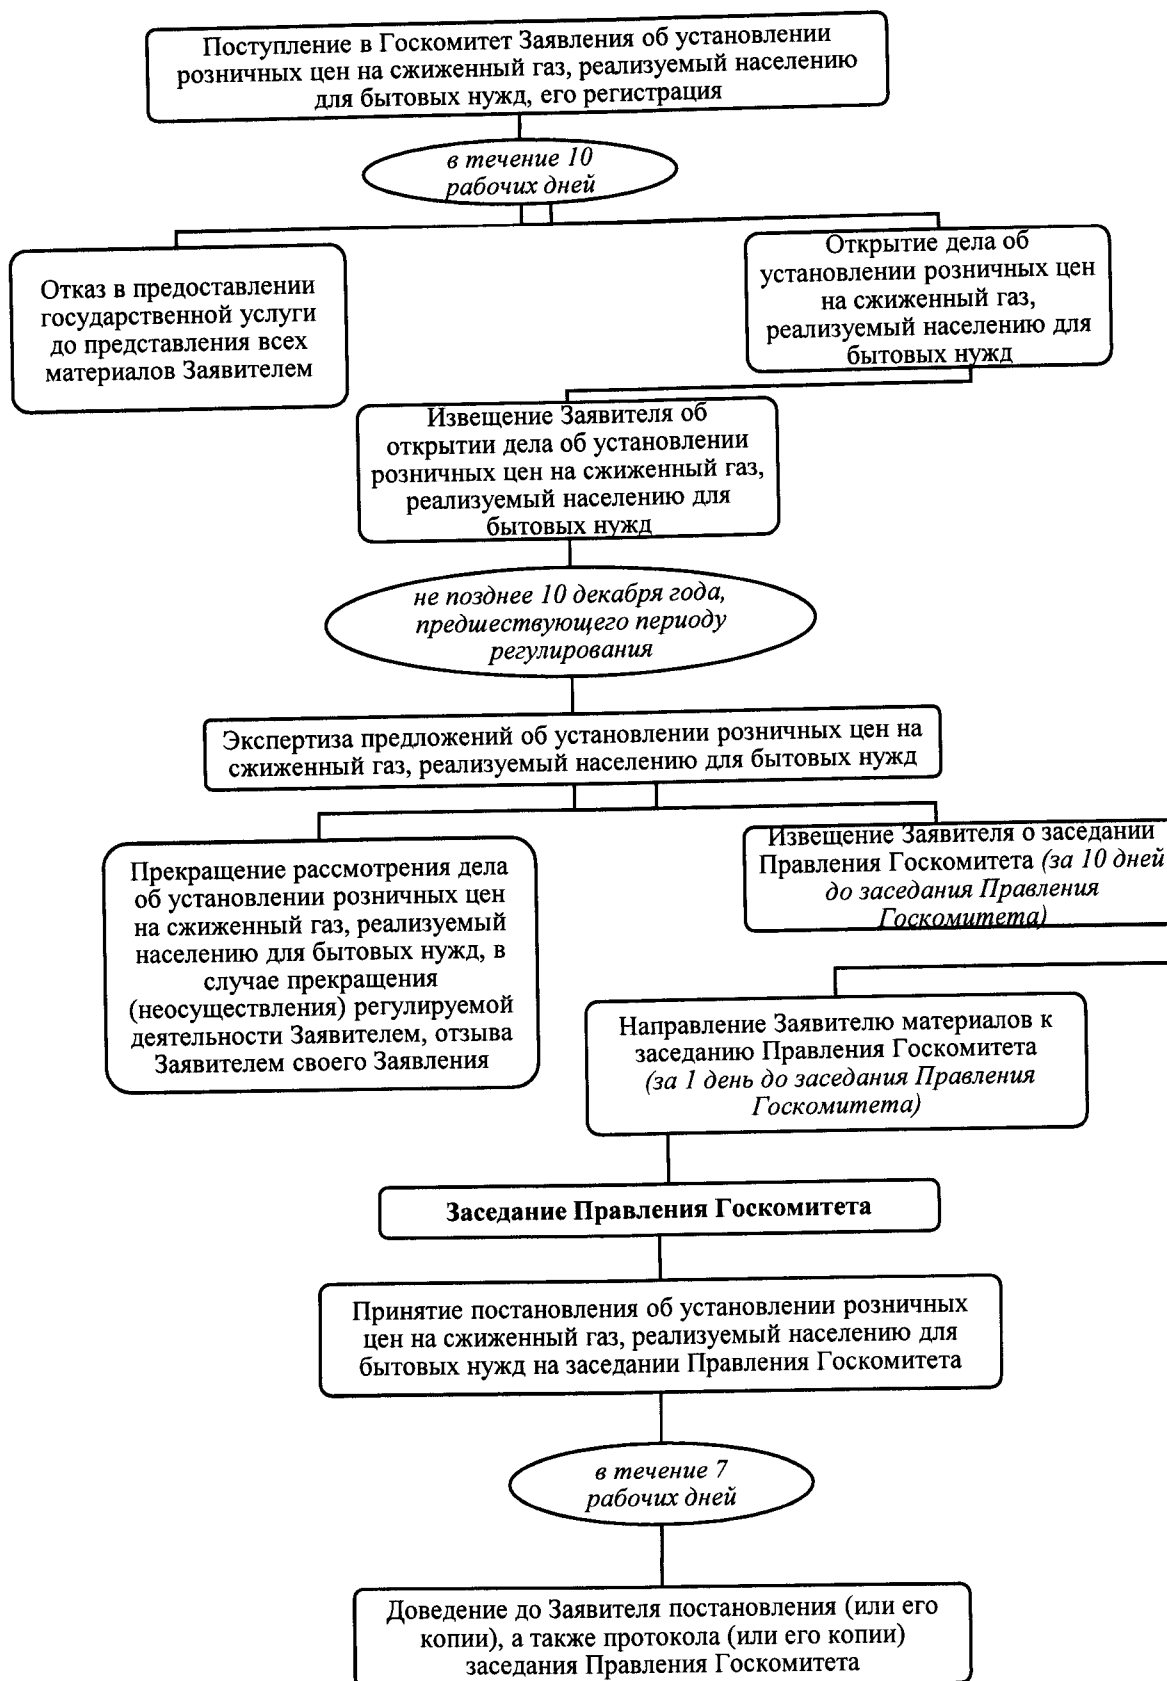 Поступление в Госкомитет Заявления об установлении
розничных цен на сжиженный газ, реализуемый населению
для бытовых нужд, его регистрация
в течение 10
рабочих дней
Отказ в предоставлении
государственной услуги
до представления всех
материалов Заявителем
Открытие дела об
установлении розничных цен
на сжиженный газ,
реализуемый населению для
бытовых нужд
Извещение Заявителя об
открытии дела об установлении
розничных цен на сжиженный газ,
реализуемый населению для
бытовых нужд
не позднее 10 декабря года,
предшествующего периоду
регулирования
Экспертиза предложений об установлении розничных цен на
сжиженный газ, реализуемый населению для бытовых нужд
Прекращение рассмотрения дела
об установлении розничных цен
на сжиженный газ, реализуемый
населению для бытовых нужд, в
случае прекращения
(неосуществления) регулируемой
деятельности Заявителем, отзыва
Заявителем своего Заявления
Извещение Заявителя о заседании
Правления Госкомитета (за 10 дней
до заседания Правления
Госкомитета)
Направление Заявителю материалов к
заседанию Правления Госкомитета
(за 1 день до заседания Правления
Госкомитета)
Заседание Правления Госкомитета
Принятие постановления об установлении розничных
цен на сжиженный газ, реализуемый населению для
бытовых нужд на заседании Правления Госкомитета
в течение 7
рабочих дней
Доведение до Заявителя постановления (или его
копии), а также протокола (или его копии)
заседания Правления Госкомитета